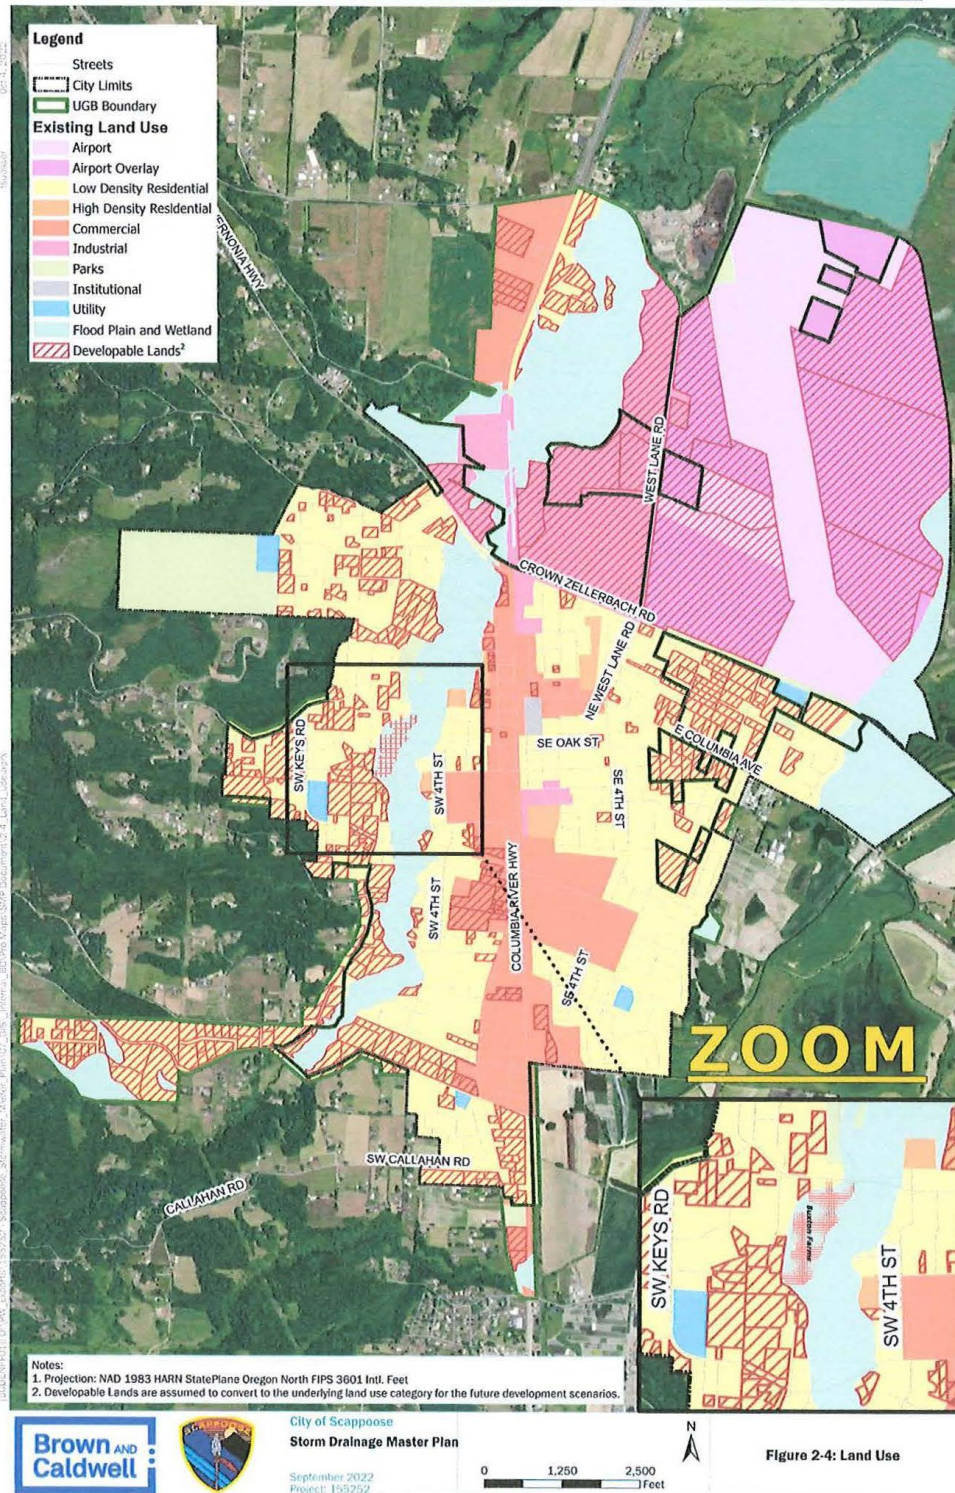 Legend
Streets
City Limits
UGB Boundary
Existing Land Use
Airport
Airport Overlay
Low Density Residential
High Density Residential
Commercial
Industrial
Parks
Institutional
Utility
Flood Plain and Wetland
Developable Lands²
VERNONIA HWY
WEST LANE RD
CROWN ZELLERBACH RD
NE WEST LANE RD
SW KEYS RD
SE OAK ST
E COLUMBIA AVE
SW 4TH ST
SE 4TH ST
SW 4TH ST
COLUMBIA RIVER HWY
SE 4TH ST
ZOOM
SW CALLAHAN RD
CALLAHAN RD
SW KEYS RD
Buxton Farms
SW 4TH ST
Notes:
1. Projection: NAD 1983 HARN StatePlane Oregon North FIPS 3601 Intl. Feet
2. Developable Lands are assumed to convert to the underlying land use category for the future development scenarios.
Brown AND
Caldwell
SCAPPOOSE
City of Scappoose
Storm Drainage Master Plan
September 2022
Project: 155252
N
0 1,250 2,500
Feet
Figure 2-4: Land Use
Oct 4, 2022